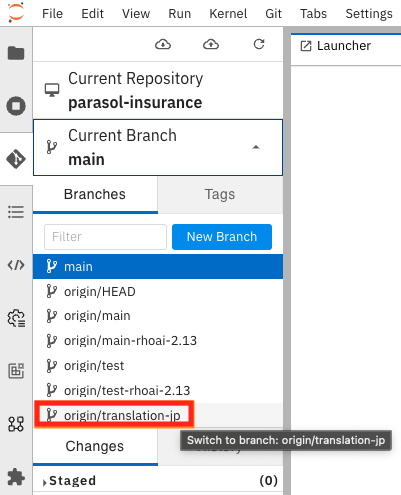 File Edit View Run Kernel Git Tabs Settings
Launcher
Current Repository
parasol-insurance
Current Branch
main
Branches Tags
Filter New Branch
main
origin/HEAD
origin/main
origin/main-rhoai-2.13
origin/test
origin/test-rhoai-2.13
origin/translation-jp
Switch to branch: origin/translation-jp
Changes History
Staged (0)